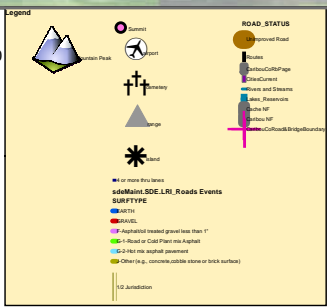 Legend
Summit
Airport
Mountain Peak
Cemetery
range
Island
4 or more thru lanes
sdeMaint.SDE.LRI_Roads Events
SURFTYPE
EARTH
GRAVEL
F-Asphalt/oil treated gravel less than 1"
G-1-Road or Cold Plant mix Asphalt
G-2-Hot mix asphalt pavement
J-Other (e.g., concrete,cobble stone or brick surface)
1/2 Jurisdiction
ROAD_STATUS
Unimproved Road
Routes
CaribouCoRbPage
CitiesCurrent
Rivers and Streams
Lakes_Reservoirs
Cache NF
Caribou NF
CaribouCoRoad&BridgeBoundary